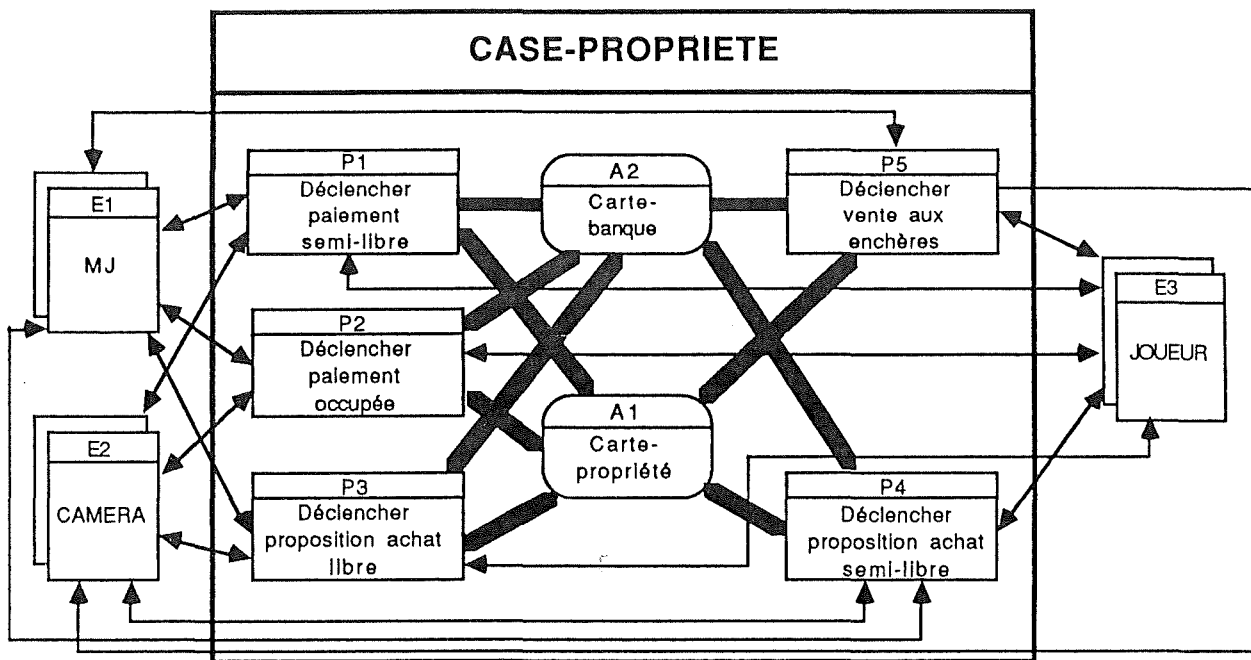 CASE-PROPRIETE
E1
MJ
E2
CAMERA
P1
Déclencher
paiement
semi-libre
P2
Déclencher
paiement
occupée
P3
Déclencher
proposition achat
libre
A2
Carte-
banque
A1
Carte-
propriété
P5
Déclencher
vente aux
enchères
P4
Déclencher
proposition achat
semi-libre
E3
JOUEUR